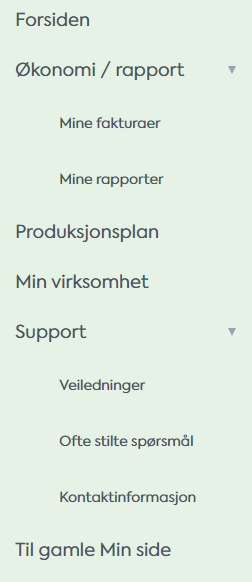 Forsiden
Økonomi / rapport
Mine fakturaer
Mine rapporter
Produksjonsplan
Min virksomhet
Support
Veiledninger
Ofte stilte spørsmål
Kontaktinformasjon
Til gamle Min side